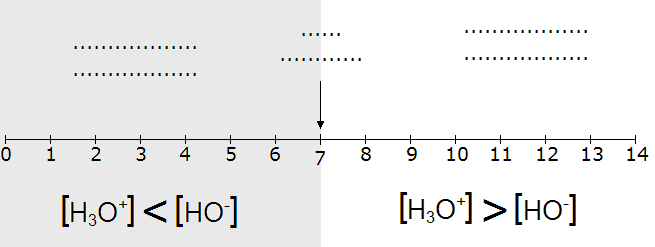 ...................
......
...................
...................
............
...................
0 1 2 3 4 5 6 7 8 9 10 11 12 13 14
[H₃O⁺] < [HO⁻]
[H₃O⁺] > [HO⁻]